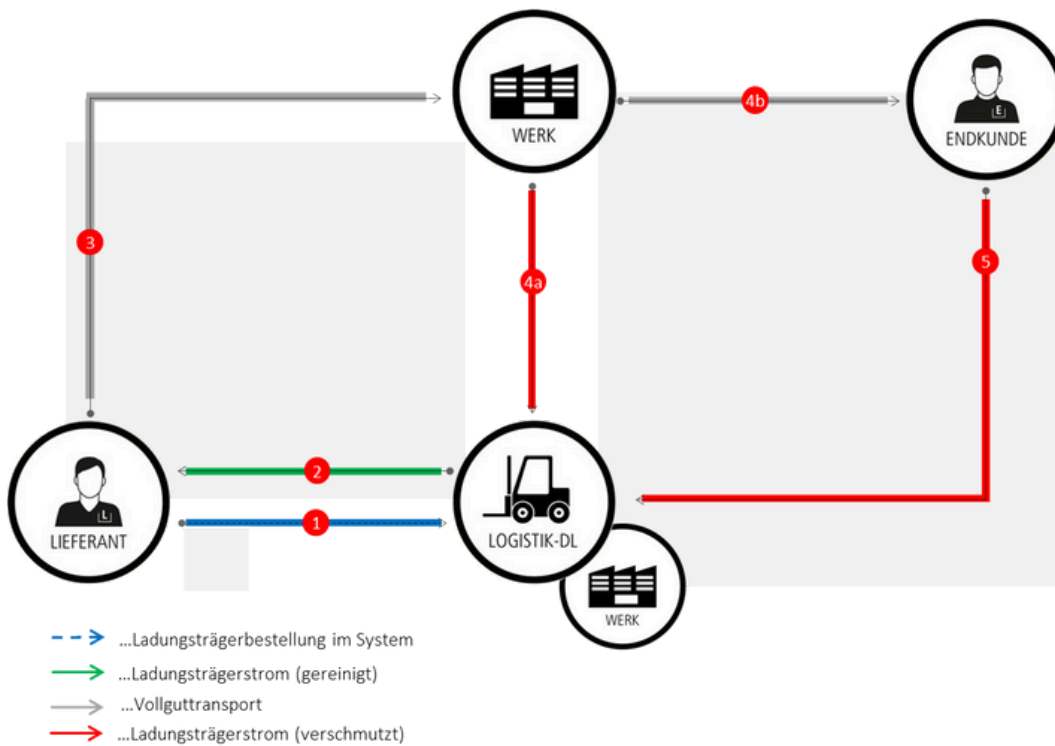 WERK
4b
E
ENDKUNDE
3
4a
5
L
LIEFERANT
2
1
LOGISTIK-DL
WERK
...Ladungsträgerbestellung im System
...Ladungsträgerstrom (gereinigt)
...Vollguttransport
...Ladungsträgerstrom (verschmutzt)